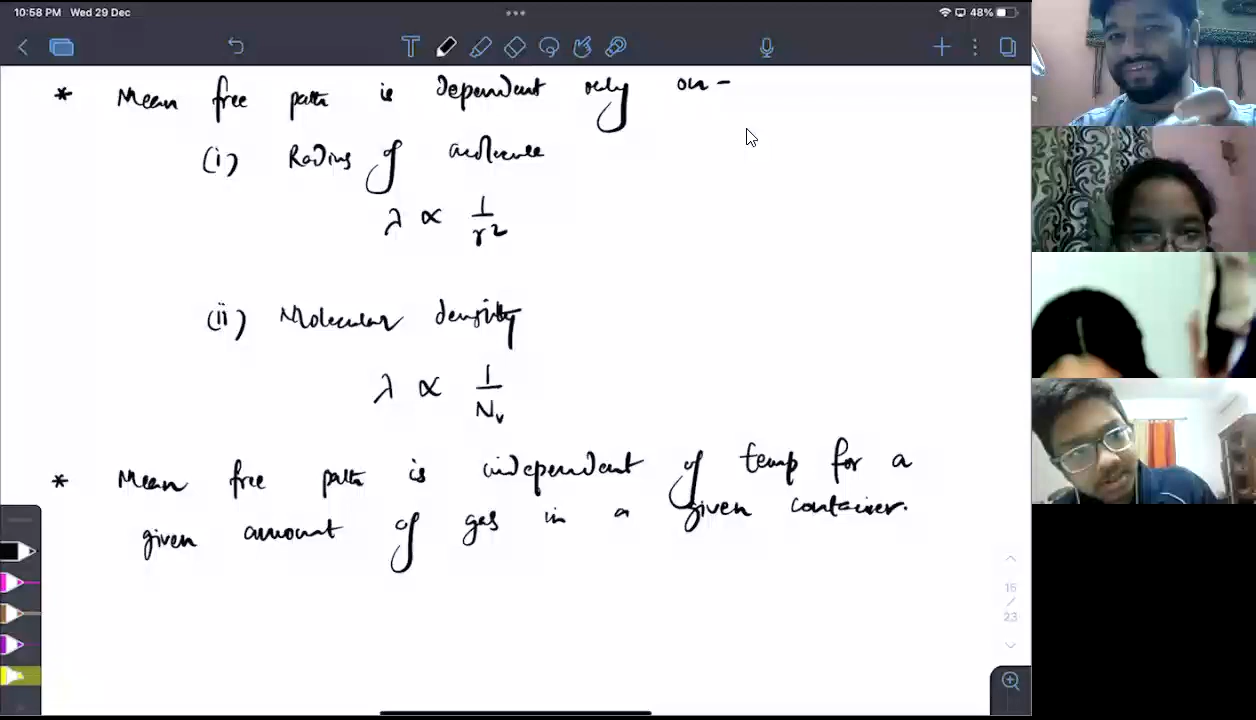 10:58 PM Wed 29 Dec
48%
* Mean free path is dependent only on -
(i) Radius of molecule
λ ∝ 1/r²
(ii) Molecular density
λ ∝ 1/Nv
* Mean free path is independent of temp for a
given amount of gas in a given container.
15
/
23